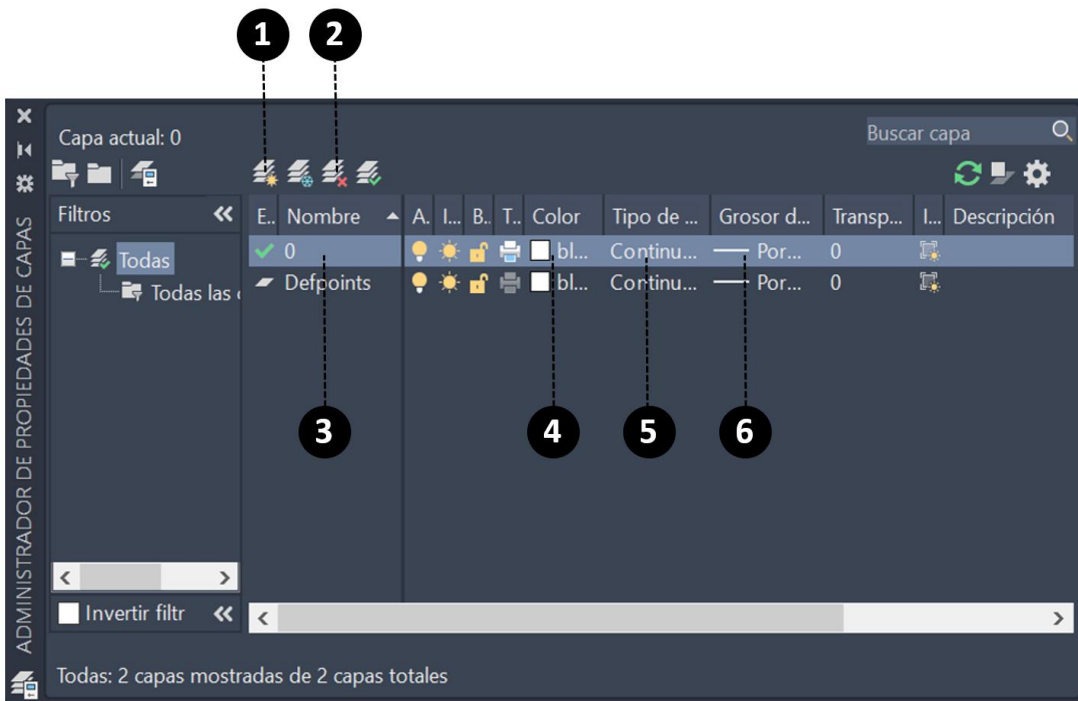 1 2
Capa actual: 0
Buscar capa
Filtros
E.. Nombre A. I... B.. T.. Color Tipo de ... Grosor d... Transp... I... Descripción
Todas
0 bl... Continu... Por... 0
Todas las
Defpoints bl... Continu... Por... 0
3 4 5 6
Invertir filtr
Todas: 2 capas mostradas de 2 capas totales
ADMINISTRADOR DE PROPIEDADES DE CAPAS